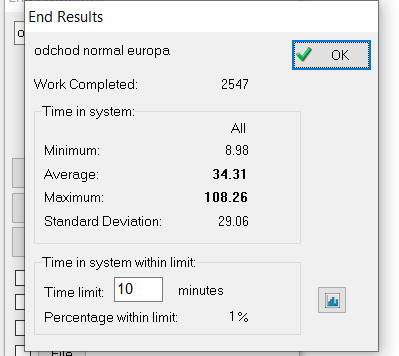 End Results
odchod normal europa
OK
Work Completed: 2547
Time in system:
All
Minimum: 8.98
Average: 34.31
Maximum: 108.26
Standard Deviation: 29.06
Time in system within limit:
Time limit: 10 minutes
Percentage within limit: 1%